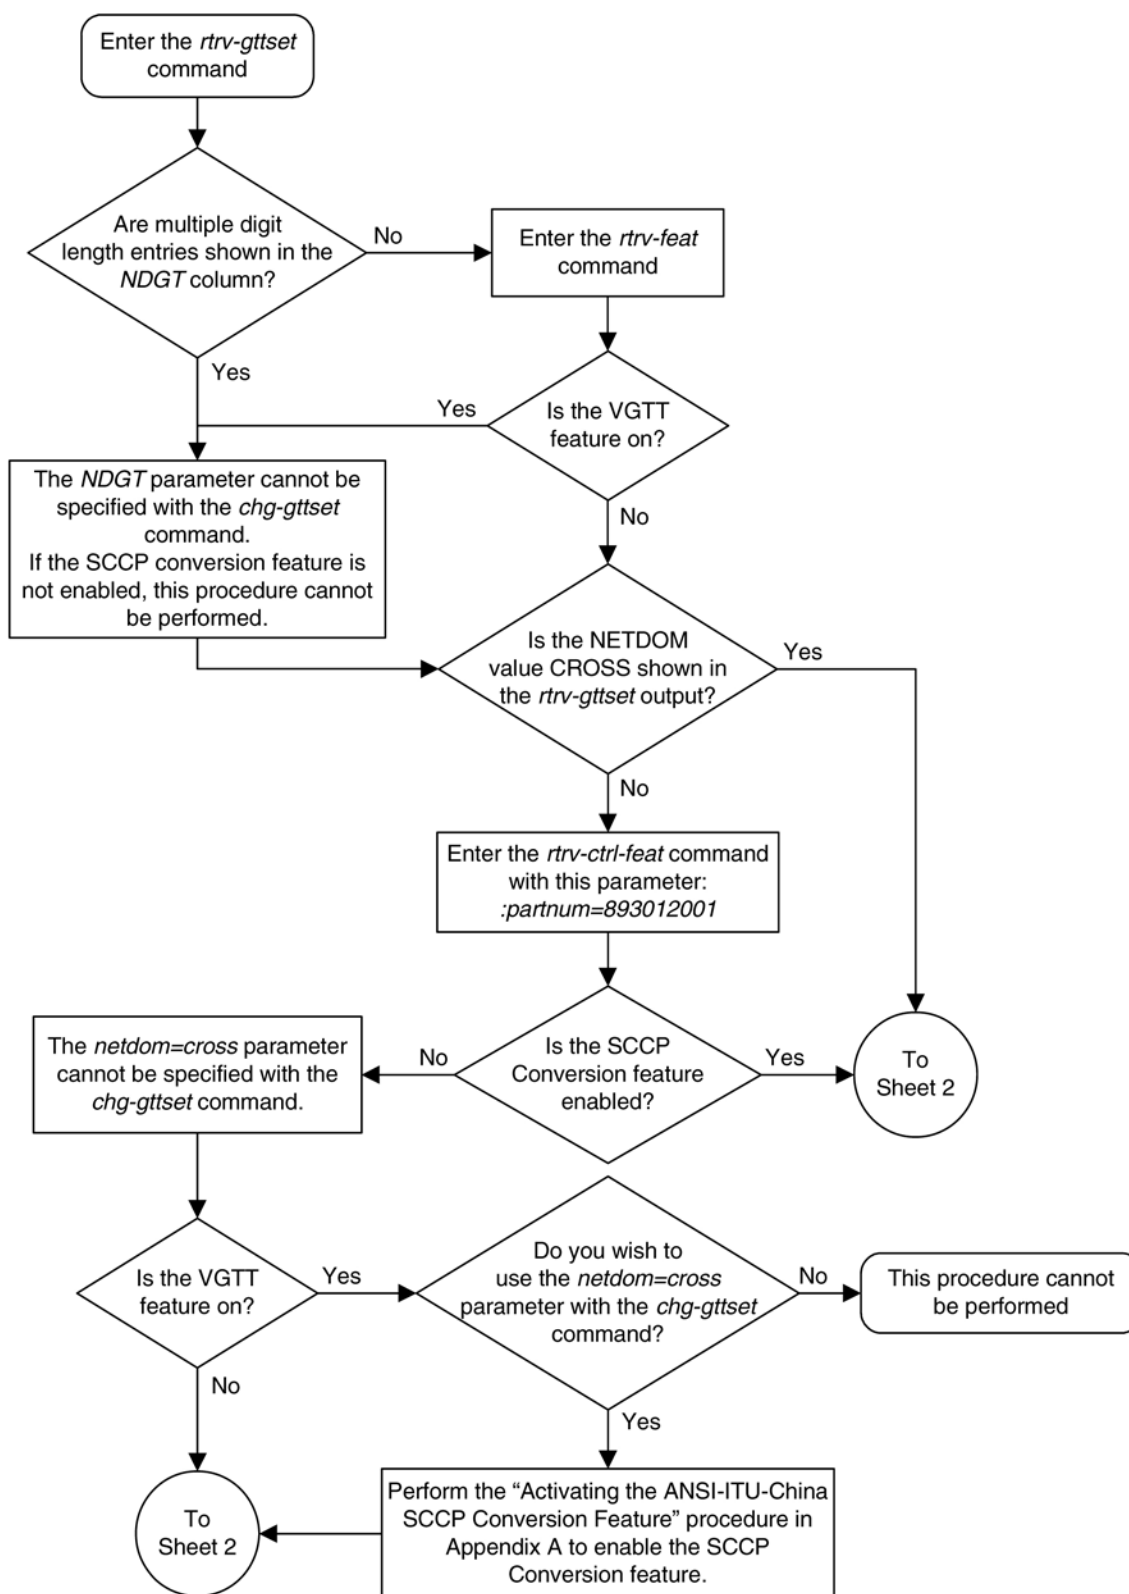 Enter the rtrv-gttset
command
Are multiple digit
length entries shown in the
NDGT column?
No
Enter the rtrv-feat
command
Yes
Yes
Is the VGTT
feature on?
The NDGT parameter cannot be
specified with the chg-gttset
command.
If the SCCP conversion feature is
not enabled, this procedure cannot
be performed.
No
Is the NETDOM
value CROSS shown in
the rtrv-gttset output?
Yes
No
Enter the rtrv-ctrl-feat command
with this parameter:
:partnum=893012001
The netdom=cross parameter
cannot be specified with the
chg-gttset command.
No
Is the SCCP
Conversion feature
enabled?
Yes
To
Sheet 2
Is the VGTT
feature on?
Yes
Do you wish to
use the netdom=cross
parameter with the chg-gttset
command?
No
This procedure cannot
be performed
No
Yes
To
Sheet 2
Perform the “Activating the ANSI-ITU-China
SCCP Conversion Feature” procedure in
Appendix A to enable the SCCP
Conversion feature.